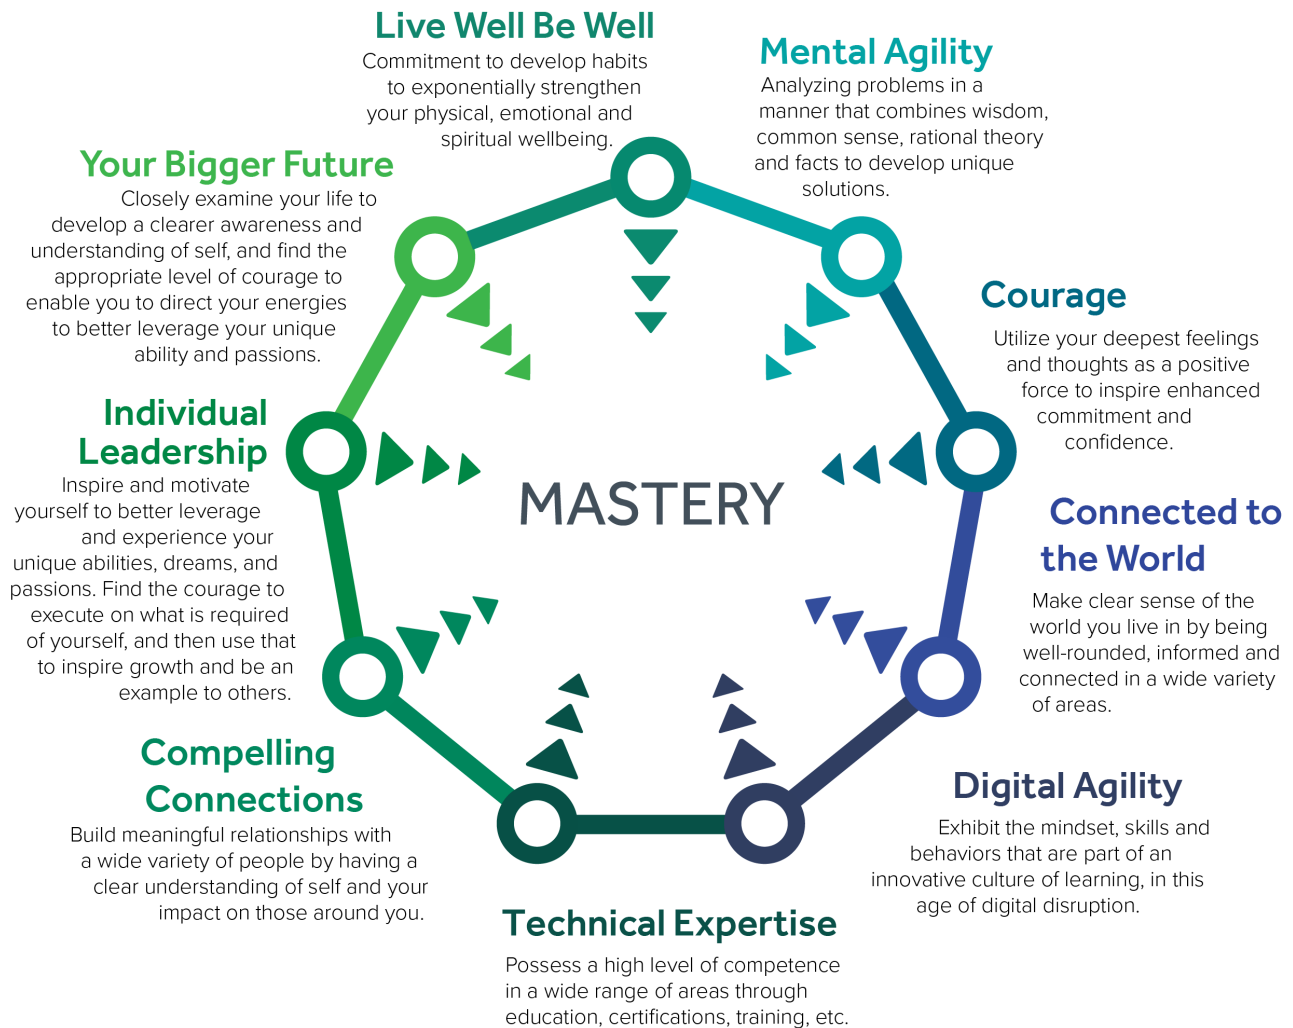 Live Well Be Well
Commitment to develop habits
to exponentially strengthen
your physical, emotional and
spiritual wellbeing.
Mental Agility
Analyzing problems in a
manner that combines wisdom,
common sense, rational theory
and facts to develop unique
solutions.
Courage
Utilize your deepest feelings
and thoughts as a positive
force to inspire enhanced
commitment and
confidence.
Connected to
the World
Make clear sense of the
world you live in by being
well-rounded, informed and
connected in a wide variety
of areas.
Digital Agility
Exhibit the mindset, skills and
behaviors that are part of an
innovative culture of learning, in this
age of digital disruption.
Technical Expertise
Possess a high level of competence
in a wide range of areas through
education, certifications, training, etc.
Compelling
Connections
Build meaningful relationships with
a wide variety of people by having a
clear understanding of self and your
impact on those around you.
Individual
Leadership
Inspire and motivate
yourself to better leverage
and experience your
unique abilities, dreams, and
passions. Find the courage to
execute on what is required
of yourself, and then use that
to inspire growth and be an
example to others.
Your Bigger Future
Closely examine your life to
develop a clearer awareness and
understanding of self, and find the
appropriate level of courage to
enable you to direct your energies
to better leverage your unique
ability and passions.
MASTERY